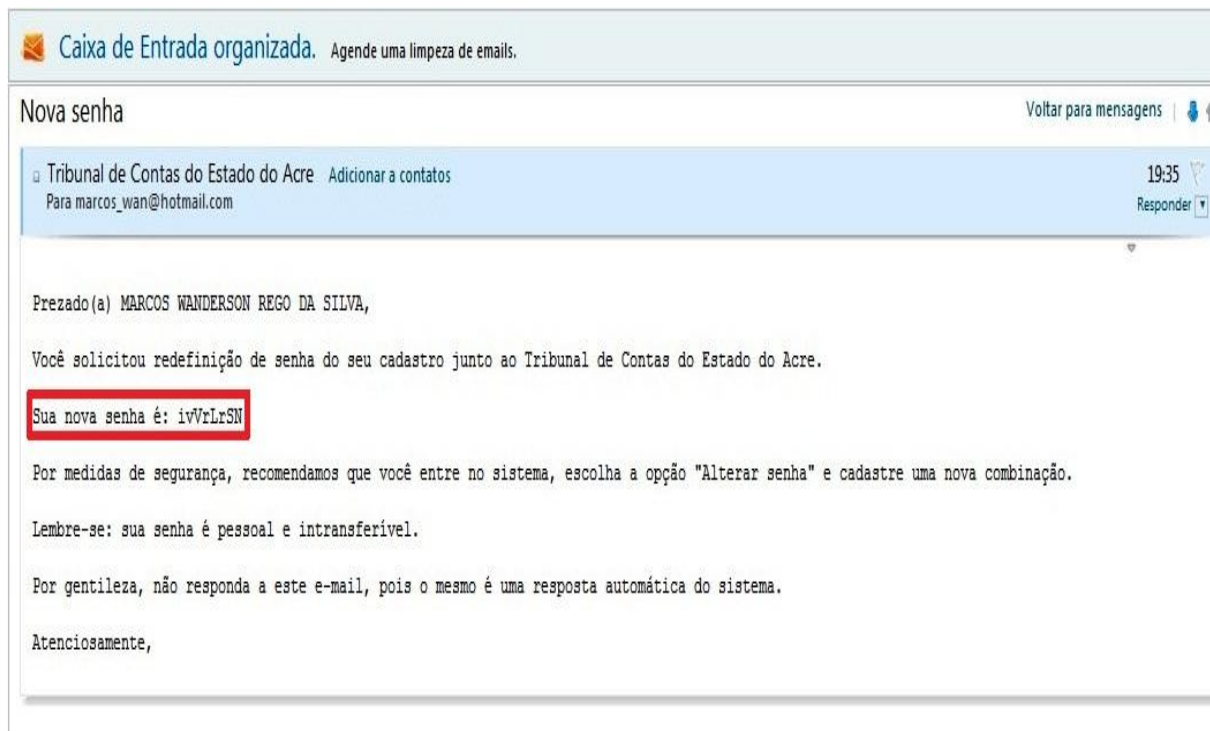 Caixa de Entrada organizada. Agende uma limpeza de emails.
Nova senha
Voltar para mensagens |
Tribunal de Contas do Estado do Acre Adicionar a contatos
19:35
Para marcos_wan@hotmail.com
Responder
Prezado(a) MARCOS WANDERSON REGO DA SILVA,
Você solicitou redefinição de senha do seu cadastro junto ao Tribunal de Contas do Estado do Acre.
Sua nova senha é: ivVrLrSN
Por medidas de segurança, recomendamos que você entre no sistema, escolha a opção "Alterar senha" e cadastre uma nova combinação.
Lembre-se: sua senha é pessoal e intransferível.
Por gentileza, não responda a este e-mail, pois o mesmo é uma resposta automática do sistema.
Atenciosamente,